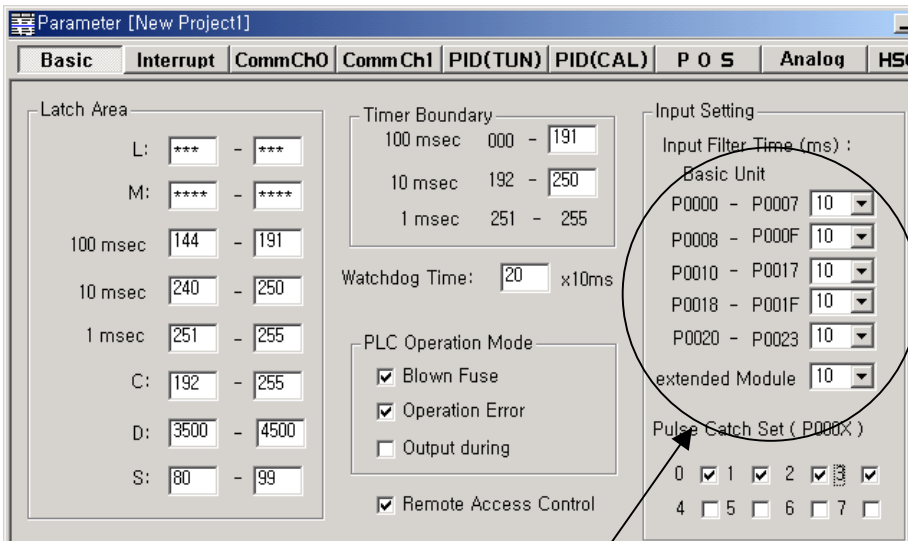 Parameter [New Project1]
Basic Interrupt CommCh0 CommCh1 PID(TUN) PID(CAL) P O S Analog HSC
Latch Area
L: *** - ***
M: **** - ****
100 msec 144 - 191
10 msec 240 - 250
1 msec 251 - 255
C: 192 - 255
D: 3500 - 4500
S: 80 - 99
Timer Boundary
100 msec 000 - 191
10 msec 192 - 250
1 msec 251 - 255
Watchdog Time: 20 x10ms
PLC Operation Mode
Blown Fuse
Operation Error
Output during
Remote Access Control
Input Setting
Input Filter Time (ms) :
Basic Unit
P0000 - P0007 10
P0008 - P000F 10
P0010 - P0017 10
P0018 - P001F 10
P0020 - P0023 10
extended Module 10
Pulse Catch Set ( P000X )
0 1 2 3
4 5 6 7